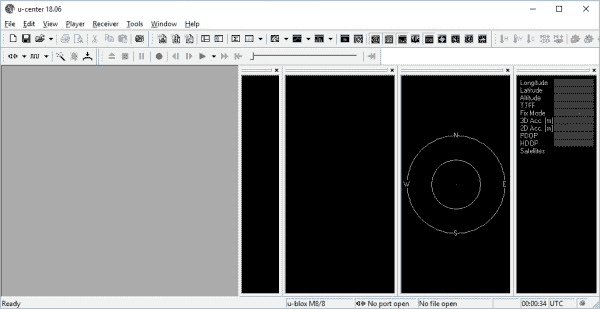 u-center 18.06
File Edit View Player Receiver Tools Window Help
N
W E
S
Longitude
Latitude
Altitude
TTFF
Fix Mode
3D Acc. [m]
2D Acc. [m]
PDOP
HDOP
Satellites
Ready u-blox M8/8 No port open No file open 00:00:34 UTC